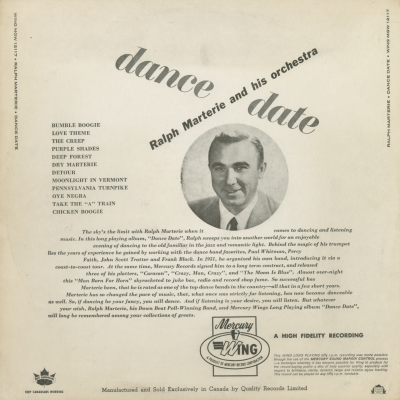 dance
date
Ralph Marterie and his orchestra
BUMBLE BOOGIE
LOVE THEME
THE CREEP
PURPLE SHADES
DEEP FOREST
DRY MARTERIE
DETOUR
MOONLIGHT IN VERMONT
PENNSYLVANIA TURNPIKE
OYE NEGRA
TAKE THE "A" TRAIN
CHICKEN BOOGIE
The sky's the limit with Ralph Marterie when it comes to dancing and listening
music. In this long playing album, "Dance Date", Ralph sweeps you into another world for an enjoyable
evening of dancing to the old familiar in the jazz and romantic light. Behind the magic of his trumpet
lies the years of experience he gained by working with the dance band favorites, Paul Whiteman, Percy
Faith, John Scott Trotter and Frank Black. In 1951, he organized his own band, introducing it via a
coast-to-coast tour. At the same time, Mercury Records signed him to a long term contract, and released
three of his platters, "Caravan", "Crazy, Man, Crazy", and "The Moon Is Blue". Almost over-night
this "Man Born For Horn" skyrocketed to juke box, radio and record store fame. So successful has
Marterie been, that he is rated as one of the top dance bands in the country—all that in a few short years.
Marterie has so changed the pace of music, that, what once was strictly for listening, has now become danceable
as well. So, if dancing be your fancy, you will dance. And if listening is your desire, you will listen. But whatever
your wish, Ralph Marterie, his Down Beat Poll-Winning Band, and Mercury Wings Long Playing album "Dance Date",
will long be remembered among your collections of greats.
Mercury
WING
A HIGH FIDELITY RECORDING
Manufactured and Sold Exclusively in Canada by Quality Records Limited